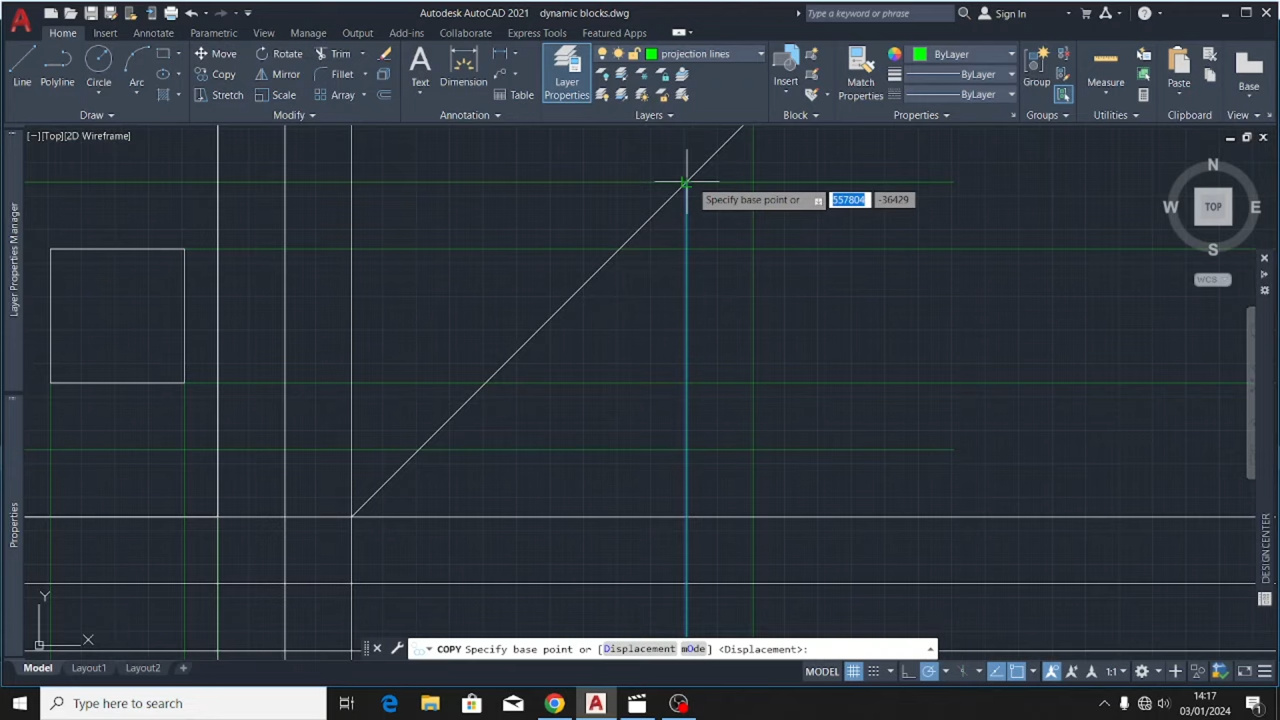 Autodesk AutoCAD 2021 dynamic blocks.dwg
Type a keyword or phrase
Sign In
Home Insert Annotate Parametric View Manage Output Add-ins Collaborate Express Tools Featured Apps
Line
Polyline
Circle
Arc
Move
Rotate
Trim
Copy
Mirror
Fillet
Stretch
Scale
Array
Text
Dimension
Table
Layer
Properties
projection lines
Insert
Match
Properties
ByLayer
ByLayer
ByLayer
Group
Measure
Paste
Base
Draw Modify Annotation Layers Block Properties Groups Utilities Clipboard View
[−][Top][2D Wireframe]
Layer Properties Manager
Properties
Specify base point or 557804 -36429
N
W TOP E
S
WCS
DESIGNCENTER
Y
X
COPY Specify base point or [Displacement mOde] <Displacement>:
Model Layout1 Layout2 +
MODEL 1:1
Type here to search
14:17
03/01/2024
1